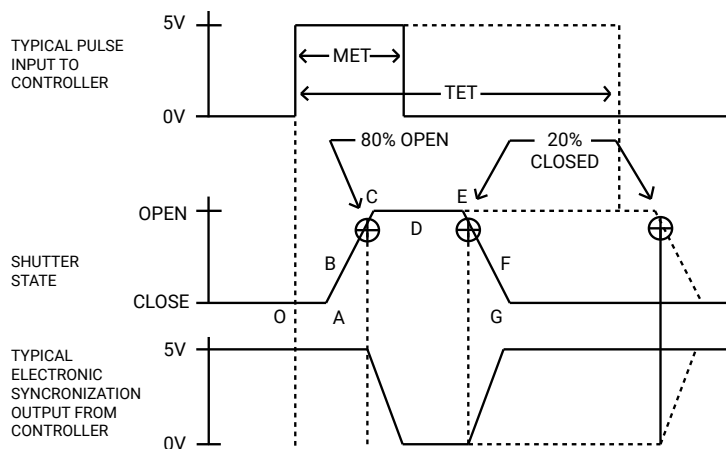 5V
TYPICAL PULSE
INPUT TO
CONTROLLER
MET
TET
0V
80% OPEN
20%
CLOSED
C
E
OPEN
D
B
F
SHUTTER
STATE
CLOSE
O
A
G
5V
TYPICAL
ELECTRONIC
SYNCRONIZATION
OUTPUT FROM
CONTROLLER
0V